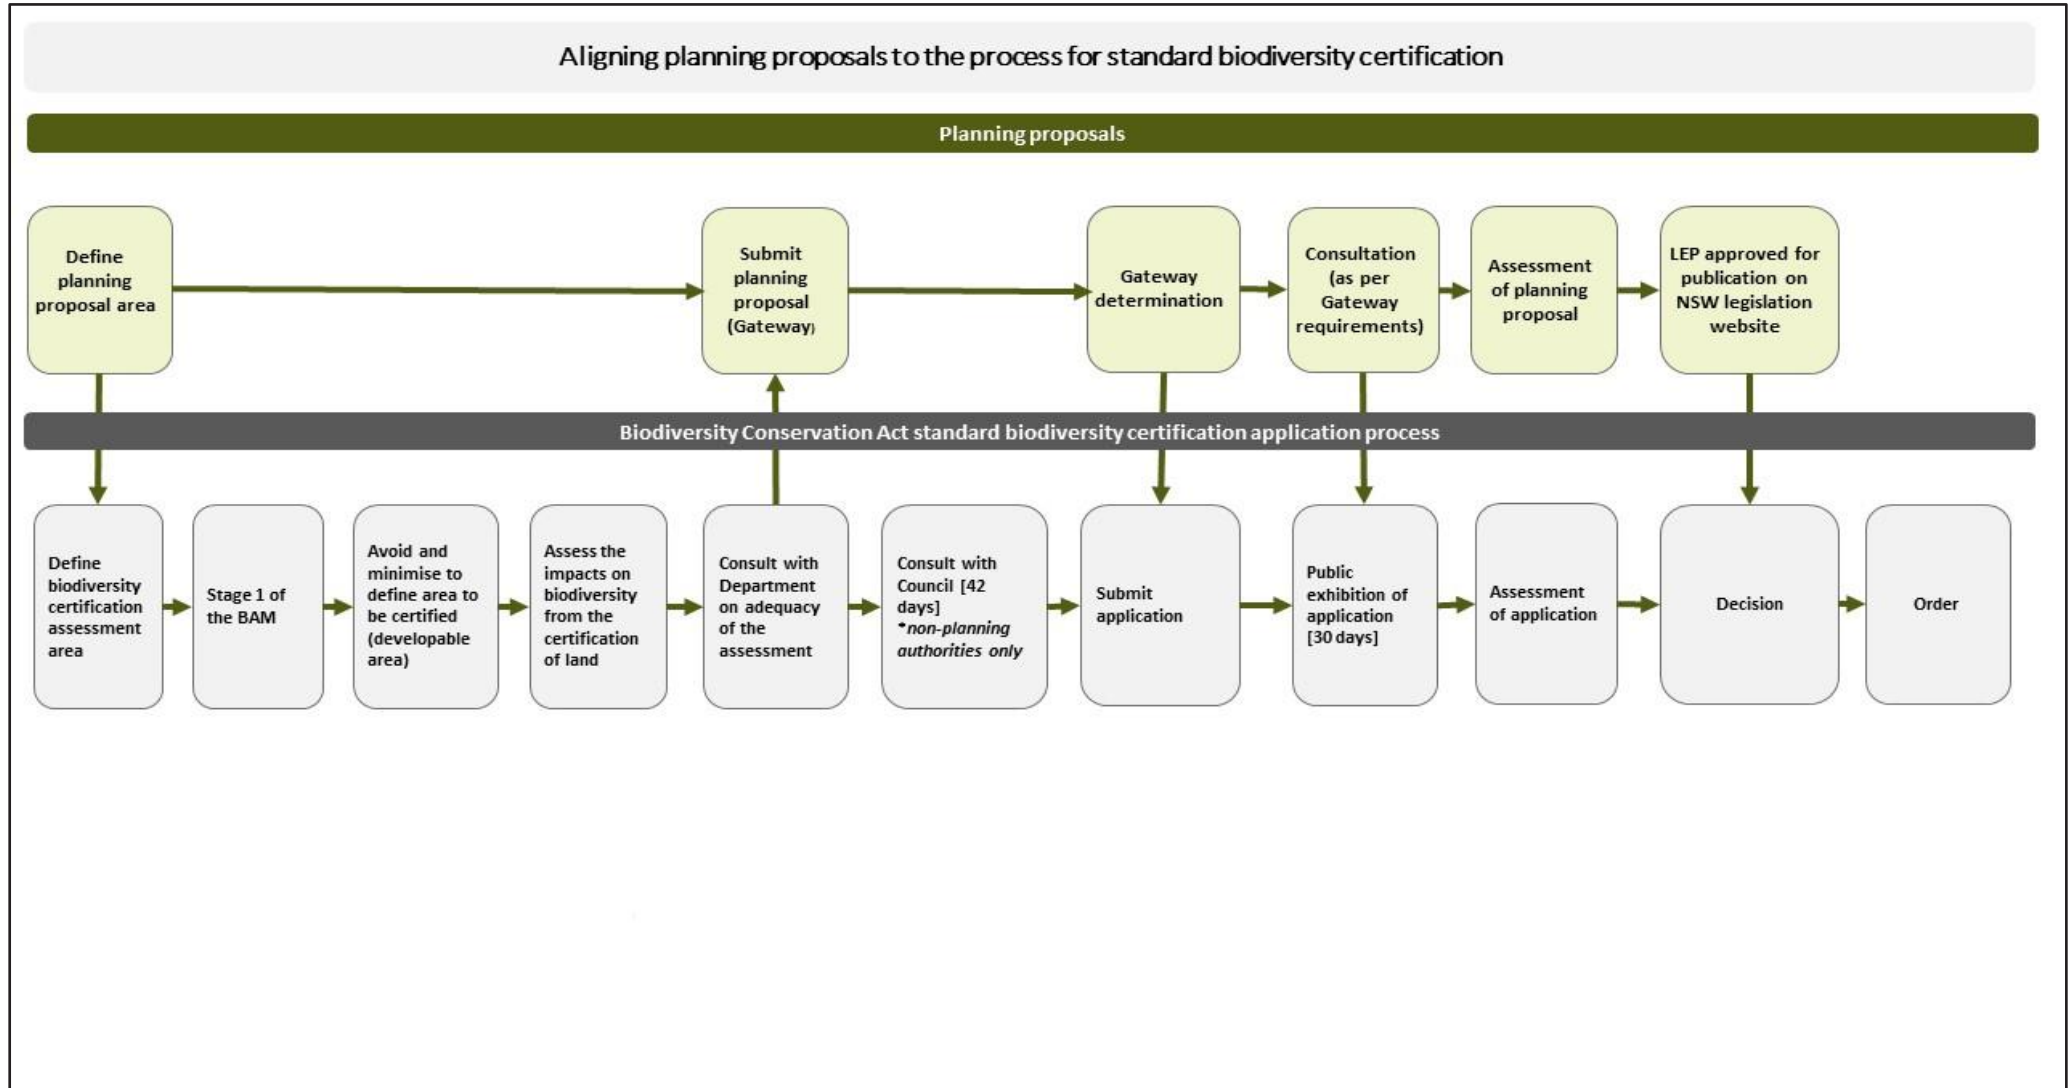 Aligning planning proposals to the process for standard biodiversity certification
Planning proposals
Define
planning
proposal area
Submit
planning
proposal
(Gateway)
Gateway
determination
Consultation
(as per
Gateway
requirements)
Assessment
of planning
proposal
LEP approved for
publication on
NSW legislation
website
Biodiversity Conservation Act standard biodiversity certification application process
Define
biodiversity
certification
assessment
area
Stage 1 of
the BAM
Avoid and
minimise to
define area to
be certified
(developable
area)
Assess the
impacts on
biodiversity
from the
certification
of land
Consult with
Department
on adequacy
of the
assessment
Consult with
Council [42
days]
*non-planning
authorities only
Submit
application
Public
exhibition of
application
[30 days]
Assessment
of application
Decision
Order